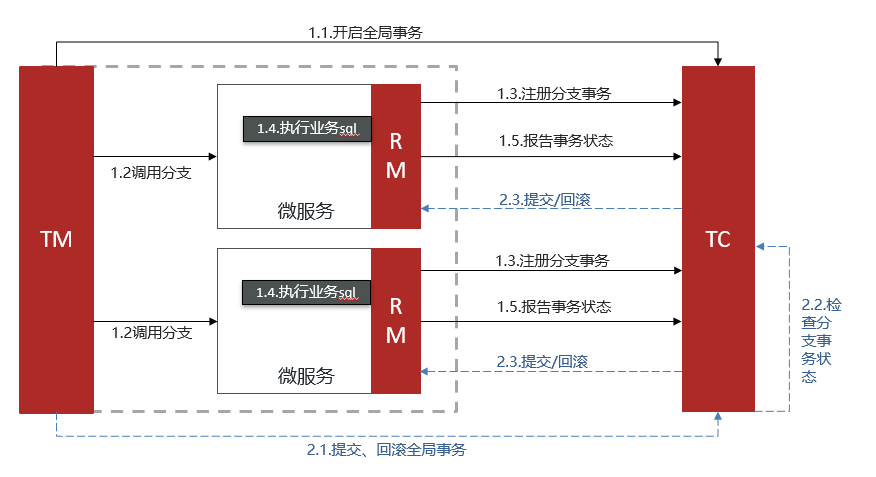 1.1.开启全局事务
TM
1.2调用分支
1.4.执行业务sql
微服务
R
M
1.3.注册分支事务
1.5.报告事务状态
2.3.提交/回滚
1.2调用分支
1.4.执行业务sql
微服务
R
M
1.3.注册分支事务
1.5.报告事务状态
2.3.提交/回滚
TC
2.2.检
查分
支事
务状
态
2.1.提交、回滚全局事务